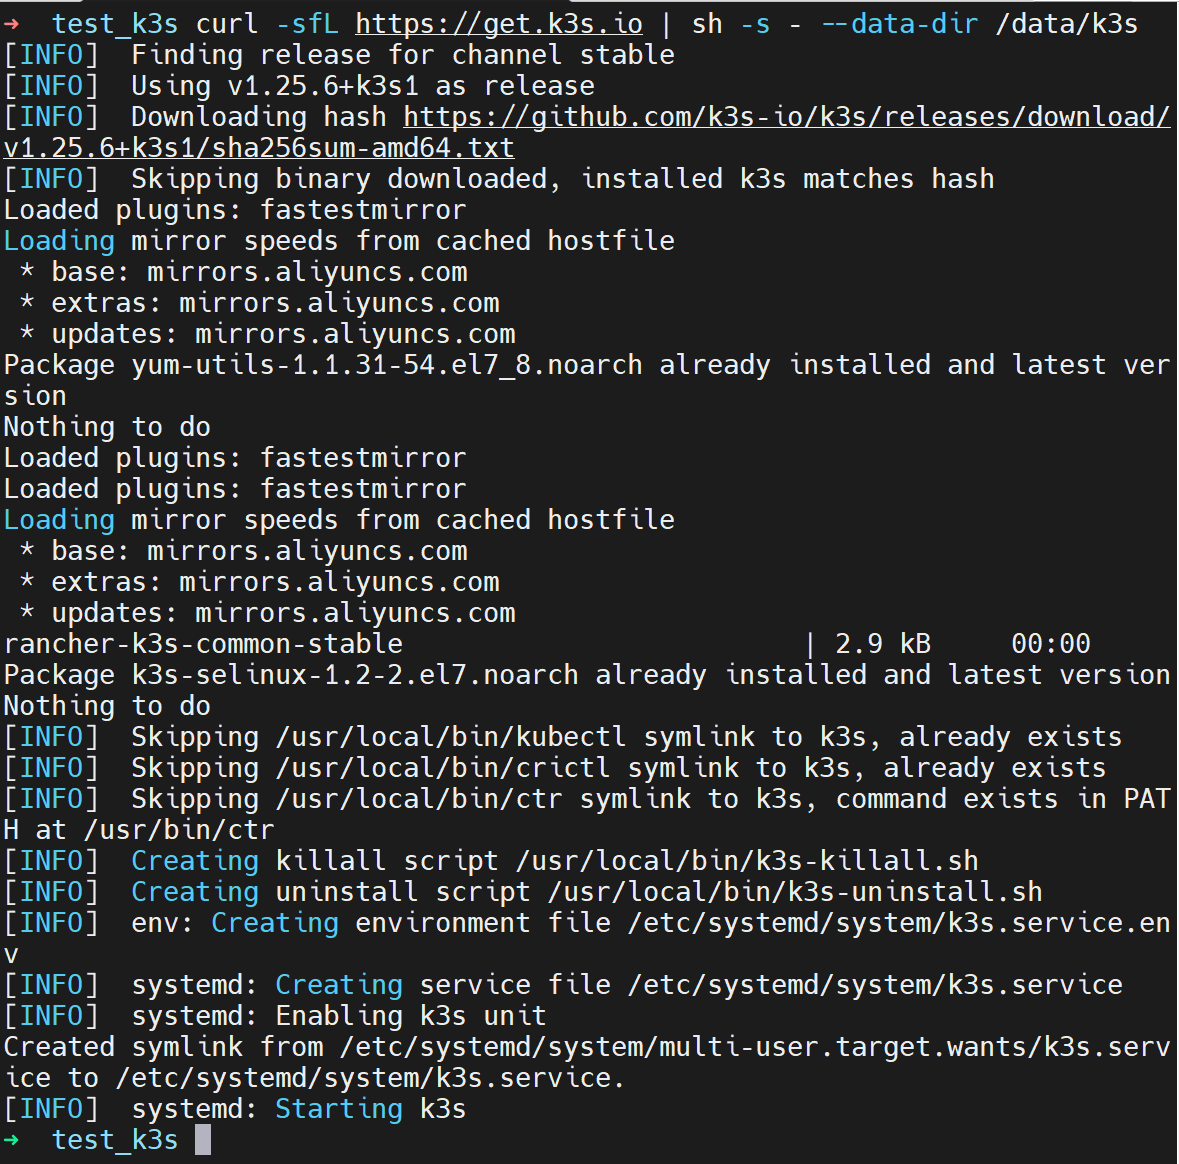 ➜  test_k3s curl -sfL https://get.k3s.io | sh -s - --data-dir /data/k3s
[INFO]  Finding release for channel stable
[INFO]  Using v1.25.6+k3s1 as release
[INFO]  Downloading hash https://github.com/k3s-io/k3s/releases/download/
v1.25.6+k3s1/sha256sum-amd64.txt
[INFO]  Skipping binary downloaded, installed k3s matches hash
Loaded plugins: fastestmirror
Loading mirror speeds from cached hostfile
 * base: mirrors.aliyuncs.com
 * extras: mirrors.aliyuncs.com
 * updates: mirrors.aliyuncs.com
Package yum-utils-1.1.31-54.el7_8.noarch already installed and latest ver
sion
Nothing to do
Loaded plugins: fastestmirror
Loaded plugins: fastestmirror
Loading mirror speeds from cached hostfile
 * base: mirrors.aliyuncs.com
 * extras: mirrors.aliyuncs.com
 * updates: mirrors.aliyuncs.com
rancher-k3s-common-stable                         | 2.9 kB     00:00
Package k3s-selinux-1.2-2.el7.noarch already installed and latest version
Nothing to do
[INFO]  Skipping /usr/local/bin/kubectl symlink to k3s, already exists
[INFO]  Skipping /usr/local/bin/crictl symlink to k3s, already exists
[INFO]  Skipping /usr/local/bin/ctr symlink to k3s, command exists in PAT
H at /usr/bin/ctr
[INFO]  Creating killall script /usr/local/bin/k3s-killall.sh
[INFO]  Creating uninstall script /usr/local/bin/k3s-uninstall.sh
[INFO]  env: Creating environment file /etc/systemd/system/k3s.service.en
v
[INFO]  systemd: Creating service file /etc/systemd/system/k3s.service
[INFO]  systemd: Enabling k3s unit
Created symlink from /etc/systemd/system/multi-user.target.wants/k3s.serv
ice to /etc/systemd/system/k3s.service.
[INFO]  systemd: Starting k3s
➜  test_k3s